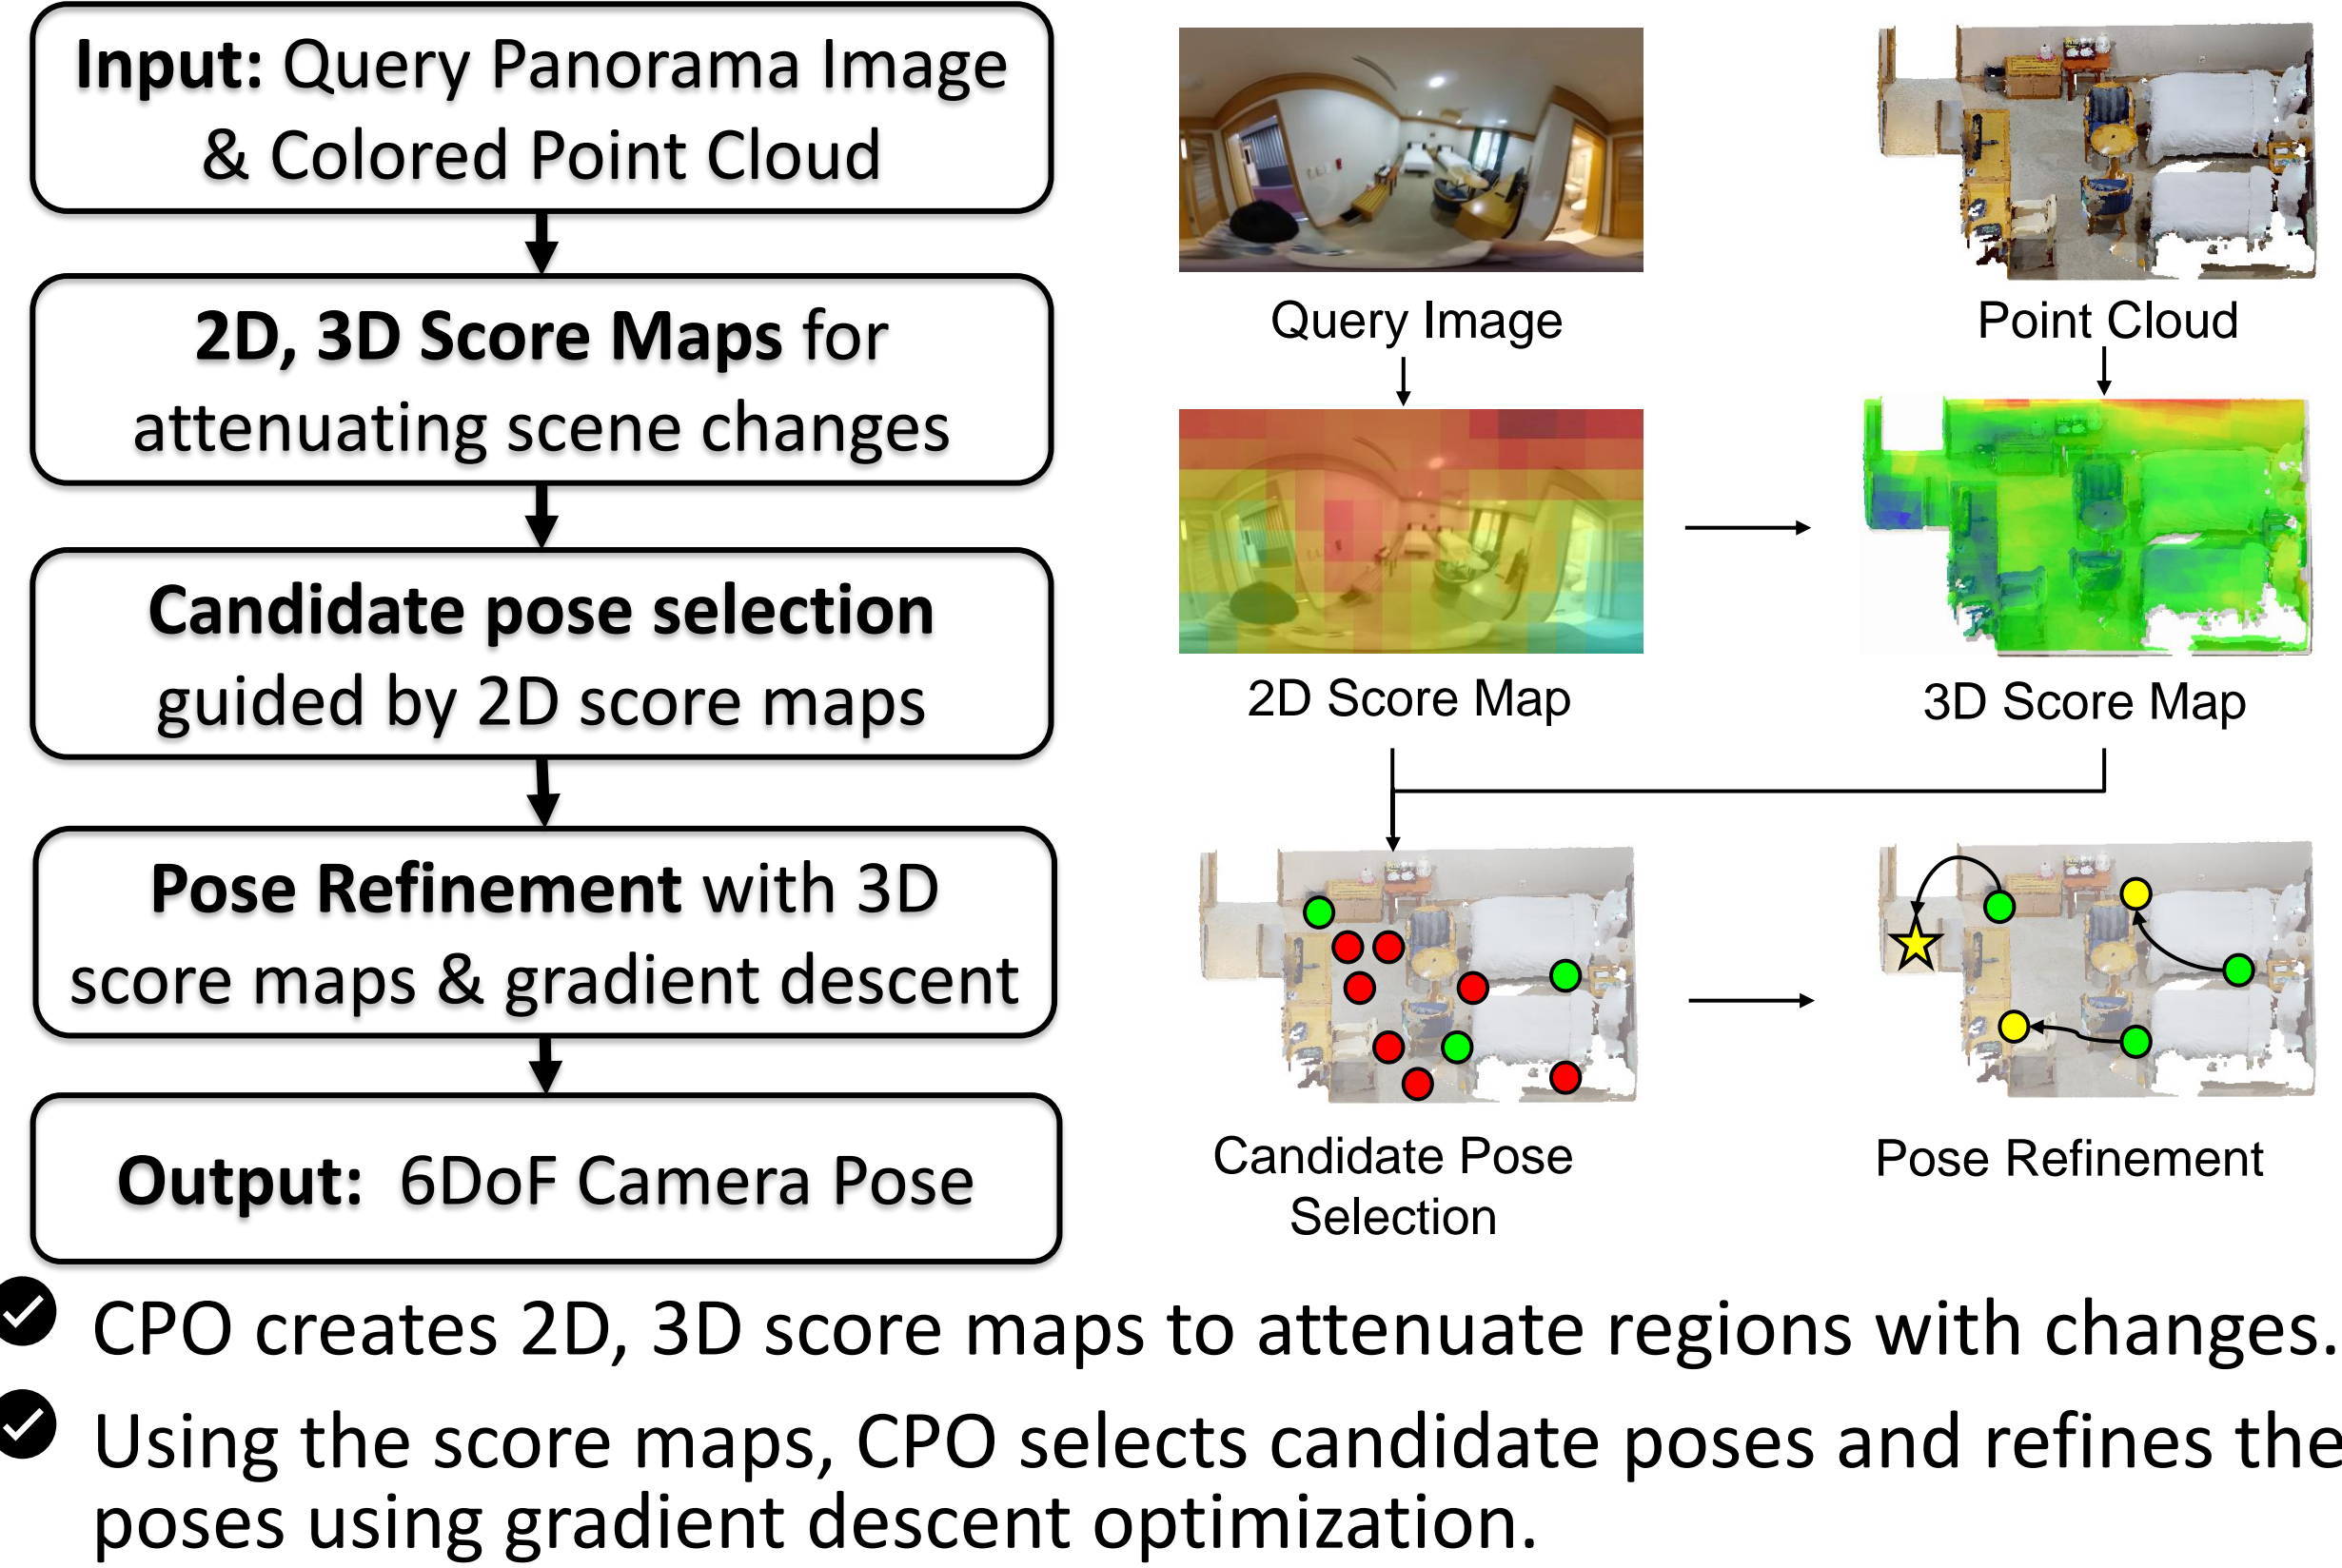 Input: Query Panorama Image
& Colored Point Cloud
2D, 3D Score Maps for
attenuating scene changes
Candidate pose selection
guided by 2D score maps
Pose Refinement with 3D
score maps & gradient descent
Output: 6DoF Camera Pose
Query Image
Point Cloud
2D Score Map
3D Score Map
Candidate Pose
Selection
Pose Refinement
CPO creates 2D, 3D score maps to attenuate regions with changes.
Using the score maps, CPO selects candidate poses and refines the
poses using gradient descent optimization.